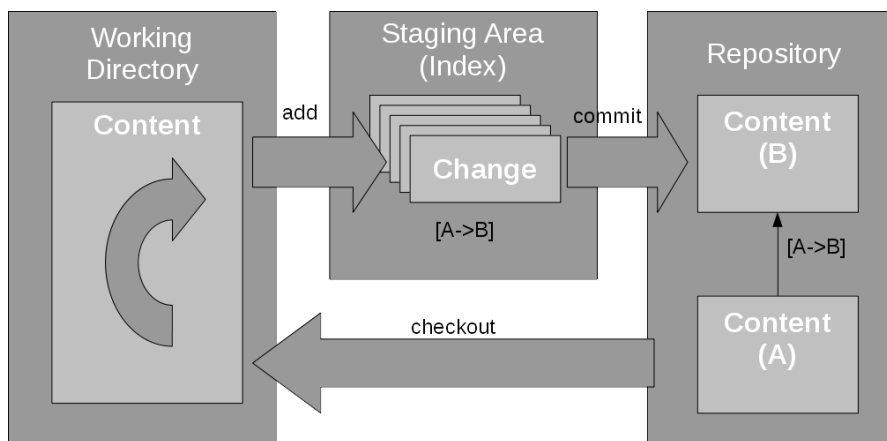 Working
Directory
Content
add
Staging Area
(Index)
Change
[A->B]
commit
Repository
Content
(B)
[A->B]
Content
(A)
checkout